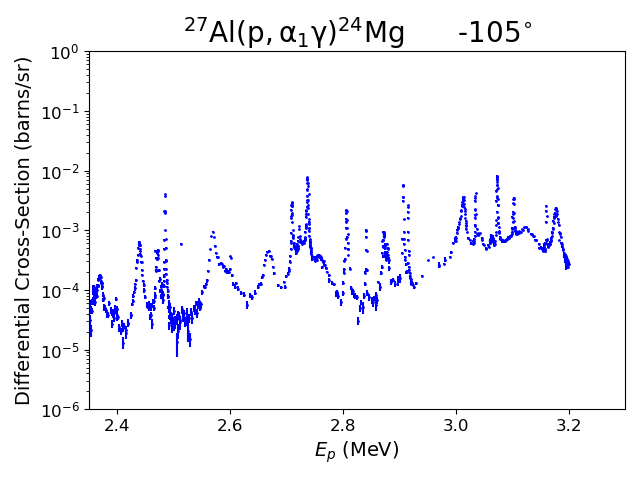 ²⁷Al(p, α₁γ)²⁴Mg -105°
Differential Cross-Section (barns/sr)
10⁰
10⁻¹
10⁻²
10⁻³
10⁻⁴
10⁻⁵
10⁻⁶
2.4 2.6 2.8 3.0 3.2
Eₚ (MeV)